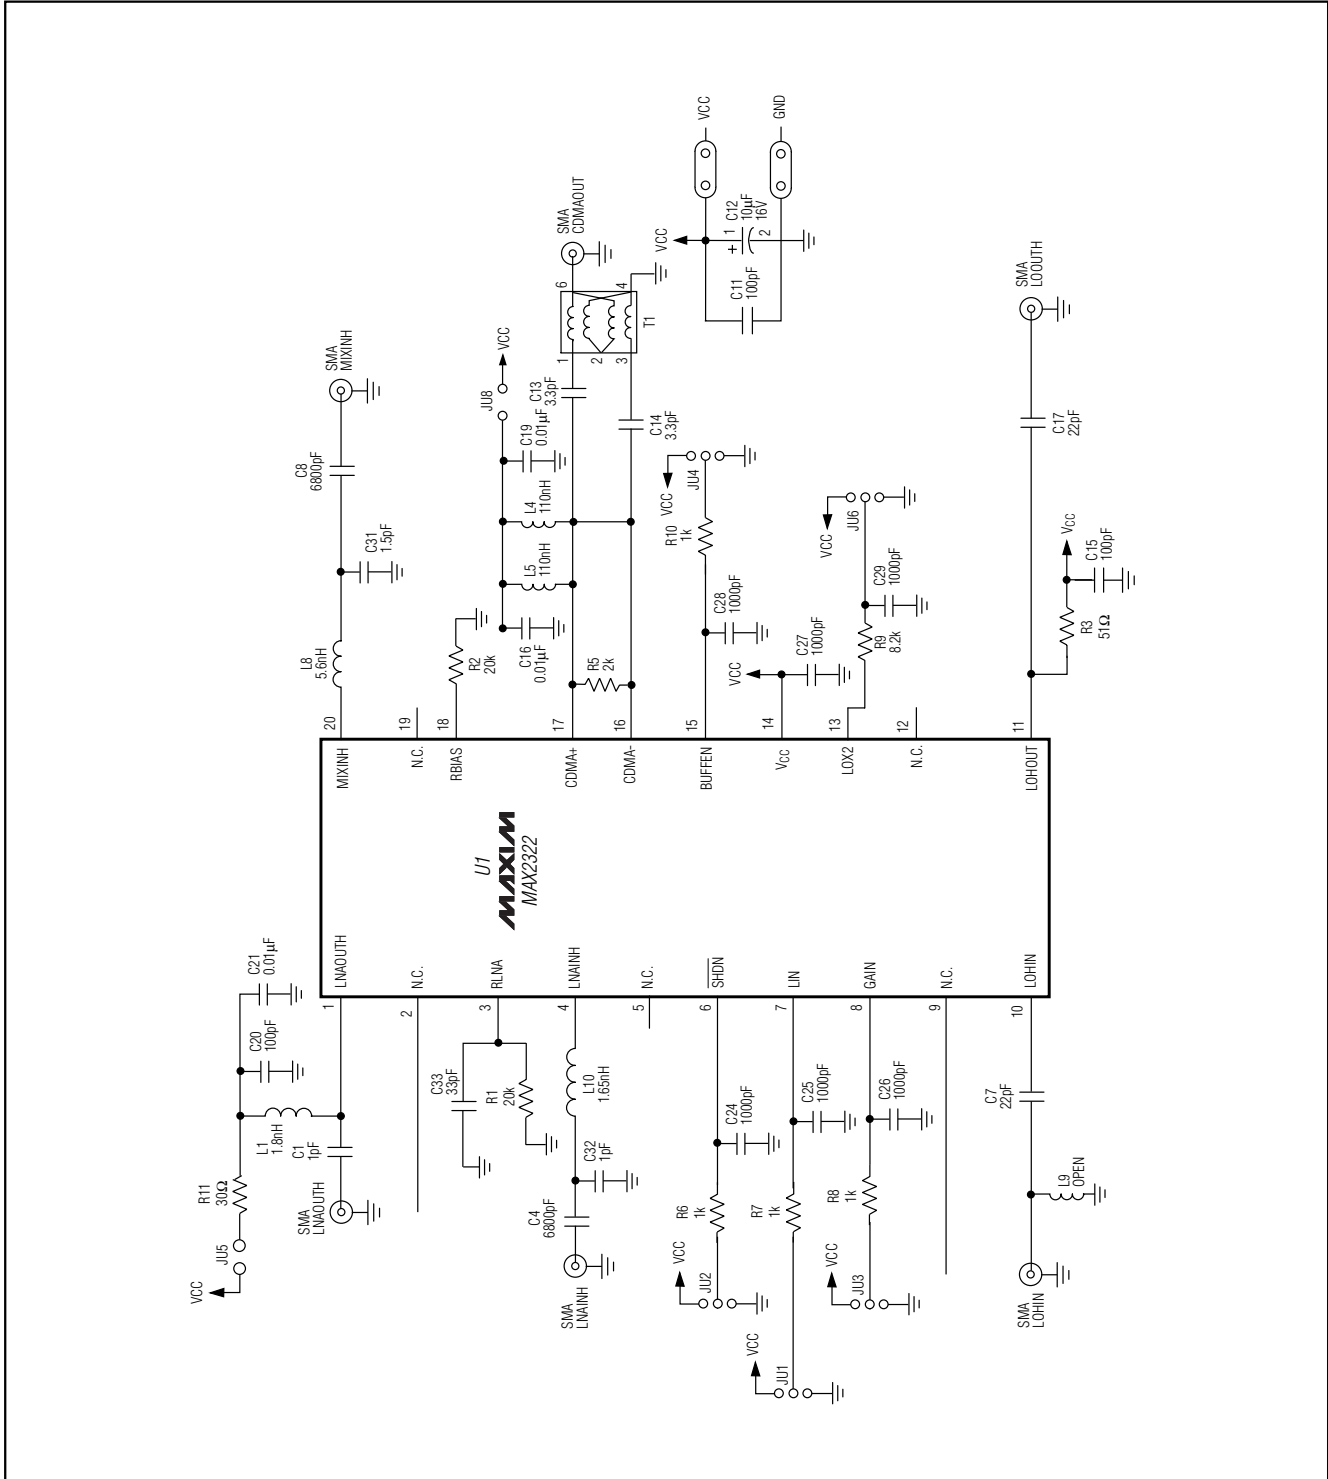 VCC
JU5
R11
30Ω
L1
1.8nH
C20
100pF
C21
0.01µF
SMA
LNAOUTH
C1
1pF
1
LNAOUTH
2
N.C.
C33
33pF
R1
20k
3
RLNA
SMA
LNAINH
C4
6800pF
C32
1pF
L10
1.65nH
4
LNAINH
5
N.C.
VCC
JU2
R6
1k
C24
1000pF
6
SHDN
VCC
JU1
R7
1k
C25
1000pF
7
LIN
VCC
JU3
R8
1k
C26
1000pF
8
GAIN
9
N.C.
SMA
LOHIN
L9
OPEN
C7
22pF
10
LOHIN
U1
MAXIM
MAX2322
MIXINH
20
L8
5.6nH
C31
1.5pF
C8
6800pF
SMA
MIXINH
N.C.
19
RBIAS
18
R2
20k
C16
0.01µF
L5
110nH
L4
110nH
C19
0.01µF
JU8
VCC
CDMA+
17
R5
2k
CDMA-
16
C13
3.3pF
C14
3.3pF
1
2
3
6
4
T1
SMA
CDMAOUT
BUFFEN
15
C28
1000pF
R10
1k
VCC
JU4
VCC
14
VCC
C27
1000pF
LOX2
13
R9
8.2k
C29
1000pF
VCC
JU6
N.C.
12
LOHOUT
11
R3
51Ω
VCC
C15
100pF
C17
22pF
SMA
LOOUTH
VCC
C11
100pF
+
1
2
C12
10µF
16V
VCC
GND